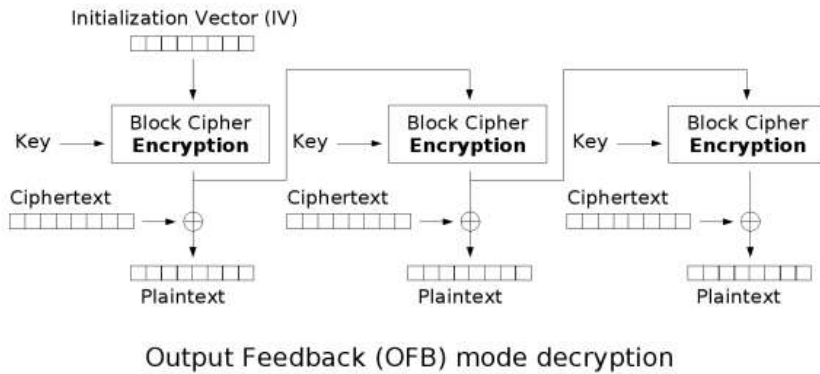 Initialization Vector (IV)
Block Cipher
Encryption
Block Cipher
Encryption
Block Cipher
Encryption
Key
Key
Key
Ciphertext
Ciphertext
Ciphertext
Plaintext
Plaintext
Plaintext
Output Feedback (OFB) mode decryption